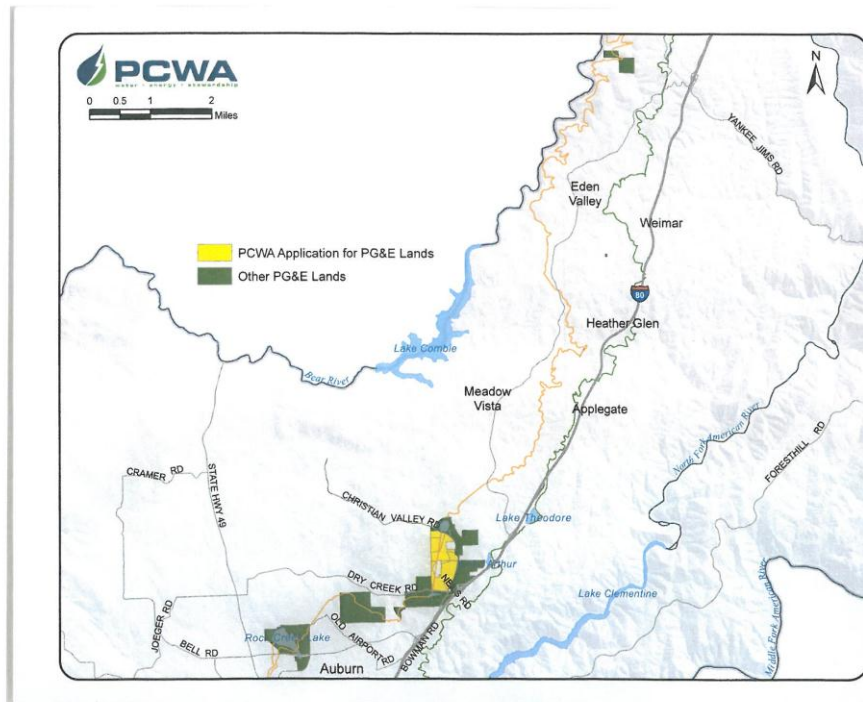 PCWA
water · energy · stewardship
0 0.5 1 2
Miles
N
YANKEE JIMS RD
Eden
Valley
Weimar
PCWA Application for PG&E Lands
Other PG&E Lands
80
Heather Glen
Lake Combie
Bear River
Meadow
Vista
Applegate
North Fork American River
FORESTHILL RD
CRAMER RD
STATE HWY 49
CHRISTIAN VALLEY RD
Lake Theodore
Arthur
DRY CREEK RD
Lake Clementine
Middle Fork American River
JOEGER RD
Rock Creek Lake
OLD AIRPORT RD
BOWMAN RD
BELL RD
Auburn